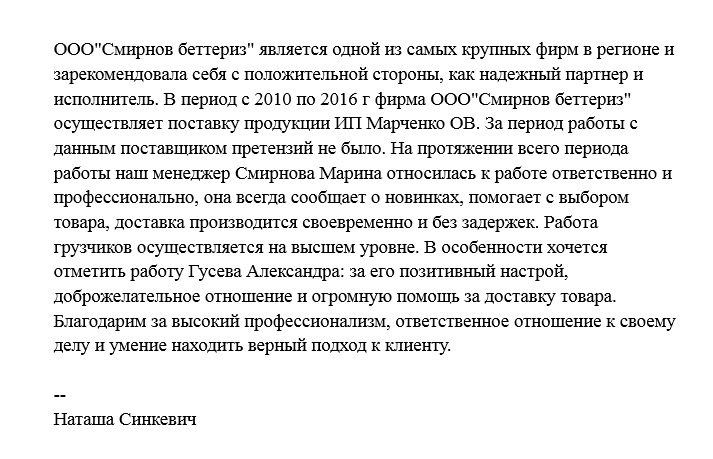 ООО"Смирнов беттериз" является одной из самых крупных фирм в регионе и
зарекомендовала себя с положительной стороны, как надежный партнер и
исполнитель. В период с 2010 по 2016 г фирма ООО"Смирнов беттериз"
осуществляет поставку продукции ИП Марченко ОВ. За период работы с
данным поставщиком претензий не было. На протяжении всего периода
работы наш менеджер Смирнова Марина относилась к работе ответственно и
профессионально, она всегда сообщает о новинках, помогает с выбором
товара, доставка производится своевременно и без задержек. Работа
грузчиков осуществляется на высшем уровне. В особенности хочется
отметить работу Гусева Александра: за его позитивный настрой,
доброжелательное отношение и огромную помощь за доставку товара.
Благодарим за высокий профессионализм, ответственное отношение к своему
делу и умение находить верный подход к клиенту.
--
Наташа Синкевич